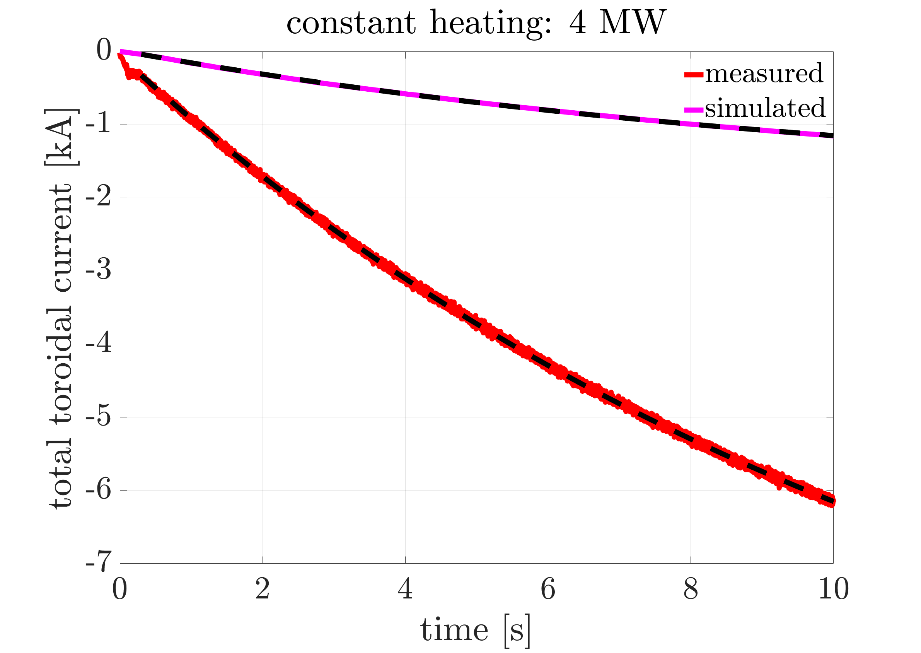 constant heating: 4 MW
measured
simulated
total toroidal current [kA]
0
-1
-2
-3
-4
-5
-6
-7
0 2 4 6 8 10
time [s]